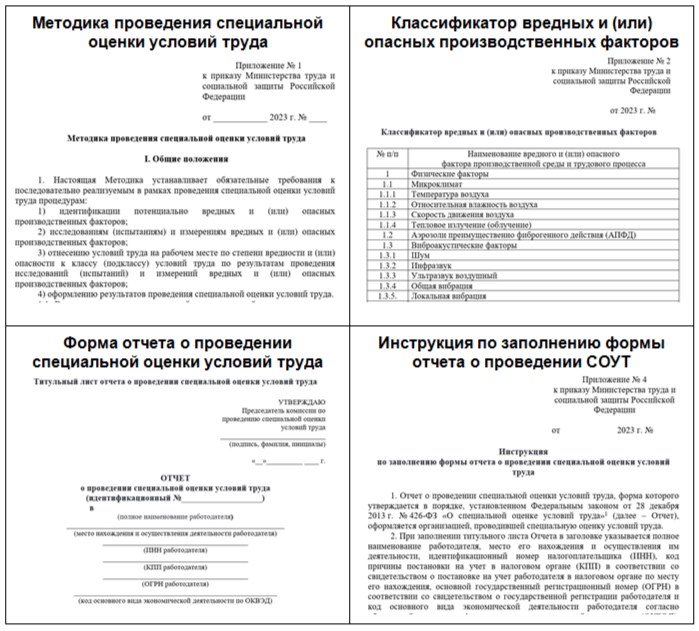 Методика проведения специальной
оценки условий труда
Приложение № 1
к приказу Министерства труда и
социальной защиты Российской
Федерации
от ____________ 2023 г. № ____
Методика проведения специальной оценки условий труда
I. Общие положения
1. Настоящая Методика устанавливает обязательные требования к
последовательно реализуемым в рамках проведения специальной оценки условий
труда процедурам:
1) идентификации потенциально вредных и (или) опасных
производственных факторов;
2) исследованиям (испытаниям) и измерениям вредных и (или) опасных
производственных факторов;
3) отнесению условий труда на рабочем месте по степени вредности и (или)
опасности к классу (подклассу) условий труда по результатам проведения
исследований (испытаний) и измерений вредных и (или) опасных
производственных факторов;
4) оформлению результатов проведения специальной оценки условий труда.
Классификатор вредных и (или)
опасных производственных факторов
Приложение № 2
к приказу Министерства труда и
социальной защиты Российской
Федерации
от 2023 г. №
Классификатор вредных и (или) опасных производственных факторов
№ п/п Наименование вредного и (или) опасного
фактора производственной среды и трудового процесса
1 Физические факторы
1.1 Микроклимат
1.1.1 Температура воздуха
1.1.2 Относительная влажность воздуха
1.1.3 Скорость движения воздуха
1.1.4 Тепловое излучение (облучение)
1.2 Аэрозоли преимущественно фиброгенного действия (АПФД)
1.3 Виброакустические факторы
1.3.1 Шум
1.3.2 Инфразвук
1.3.3 Ультразвук воздушный
1.3.4 Общая вибрация
1.3.5. Локальная вибрация
Форма отчета о проведении
специальной оценки условий труда
Титульный лист отчета о проведении специальной оценки условий труда
УТВЕРЖДАЮ
Председатель комиссии по
проведению специальной оценки
условий труда
(подпись, фамилия, инициалы)
«__»__________ ____ г.
ОТЧЕТ
о проведении специальной оценки условий труда
(идентификационный №__________________)
в
(полное наименование работодателя)
(место нахождения и осуществления деятельности работодателя)
(ИНН работодателя)
(КПП работодателя)
(ОГРН работодателя)
(код основного вида экономической деятельности по ОКВЭД)
Инструкция по заполнению формы
отчета о проведении СОУТ
Приложение № 4
к приказу Министерства труда и
социальной защиты Российской
Федерации
от 2023 г. №
Инструкция
по заполнению формы отчета о проведении специальной оценки условий
труда
1. Отчет о проведении специальной оценки условий труда, форма которого
утверждается в порядке, установленном Федеральным законом от 28 декабря
2013 г. № 426-ФЗ «О специальной оценке условий труда»¹ (далее – Отчет),
оформляется организацией, проводившей специальную оценку условий труда.
2. При заполнении титульного листа Отчета в заголовке указывается полное
наименование работодателя, место его нахождения и осуществления им
деятельности, идентификационный номер налогоплательщика (ИНН), код
причины постановки на учет в налоговом органе (КПП) в соответствии со
свидетельством о постановке на учет работодателя в налоговом органе по месту
его нахождения, основной государственный регистрационный номер (ОГРН) в
соответствии со свидетельством о государственной регистрации работодателя и
код основного вида экономической деятельности работодателя согласно